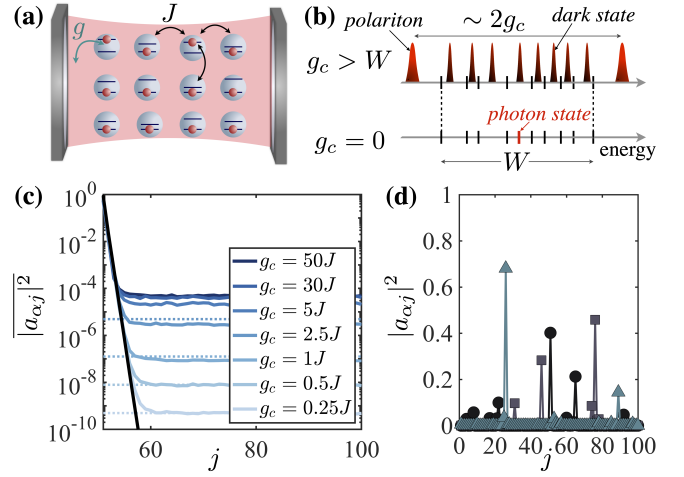 (a)
g
J
(b)
polariton
~ 2g_c
dark state
g_c > W
photon state
g_c = 0
energy
W
(c)
10^0
10^-2
10^-4
10^-6
10^-8
10^-10
|a_αj|^2
g_c = 50J
g_c = 30J
g_c = 5J
g_c = 2.5J
g_c = 1J
g_c = 0.5J
g_c = 0.25J
60
80
100
j
(d)
1
0.8
0.6
0.4
0.2
0
|a_αj|^2
0
20
40
60
80
100
j